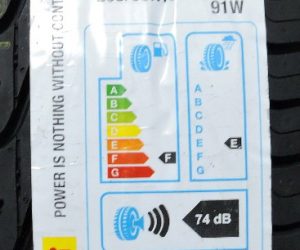 91W
POWER IS NOTHING WITHOUT CONT
A A
B B
C C
D D
E E E
F F F
G G
74 dB